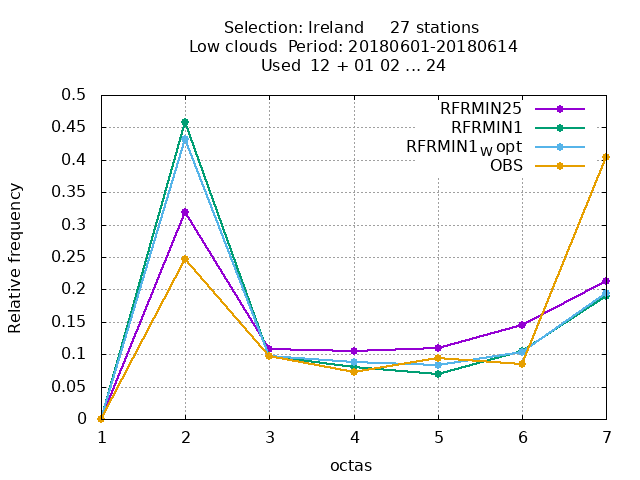 Selection: Ireland 27 stations
Low clouds Period: 20180601-20180614
Used 12 + 01 02 ... 24
RFRMIN25
RFRMIN1
RFRMIN1W opt
OBS
Relative frequency
0.5
0.45
0.4
0.35
0.3
0.25
0.2
0.15
0.1
0.05
0
1 2 3 4 5 6 7
octas